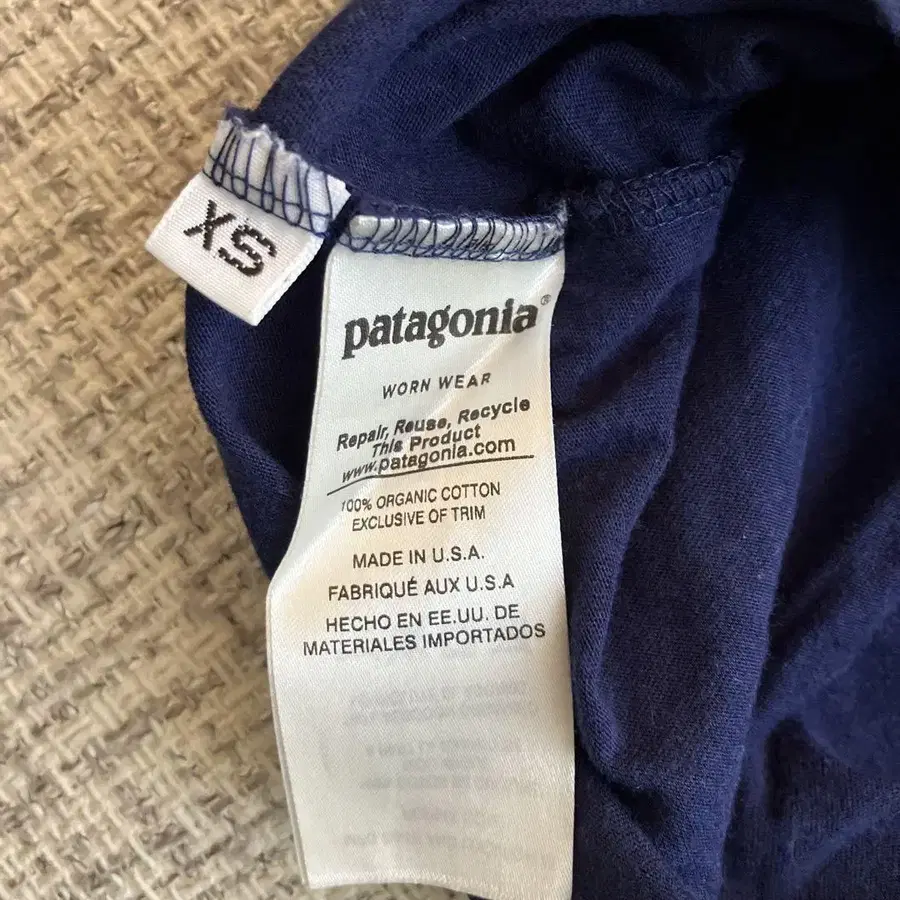 XS
patagonia®
WORN WEAR
Repair, Reuse, Recycle
This Product
www.patagonia.com
100% ORGANIC COTTON
EXCLUSIVE OF TRIM
MADE IN U.S.A.
FABRIQUÉ AUX U.S.A
HECHO EN EE.UU. DE
MATERIALES IMPORTADOS